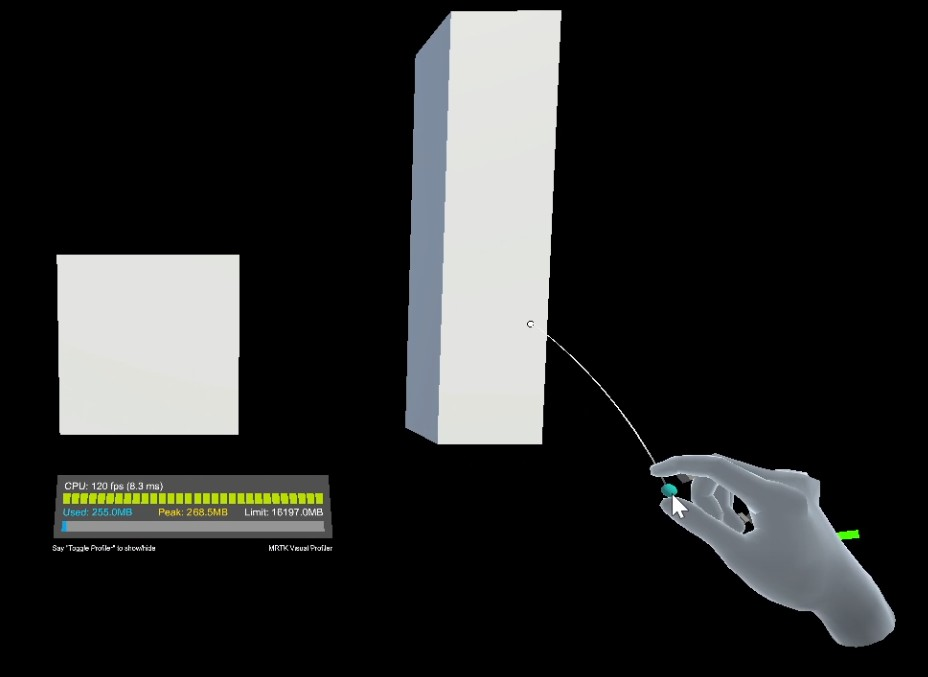 CPU: 120 fps (8.3 ms)
Used: 255.0MB Peak: 268.5MB Limit: 16197.0MB
Say "Toggle Profiler" to show/hide MRTK Visual Profiler